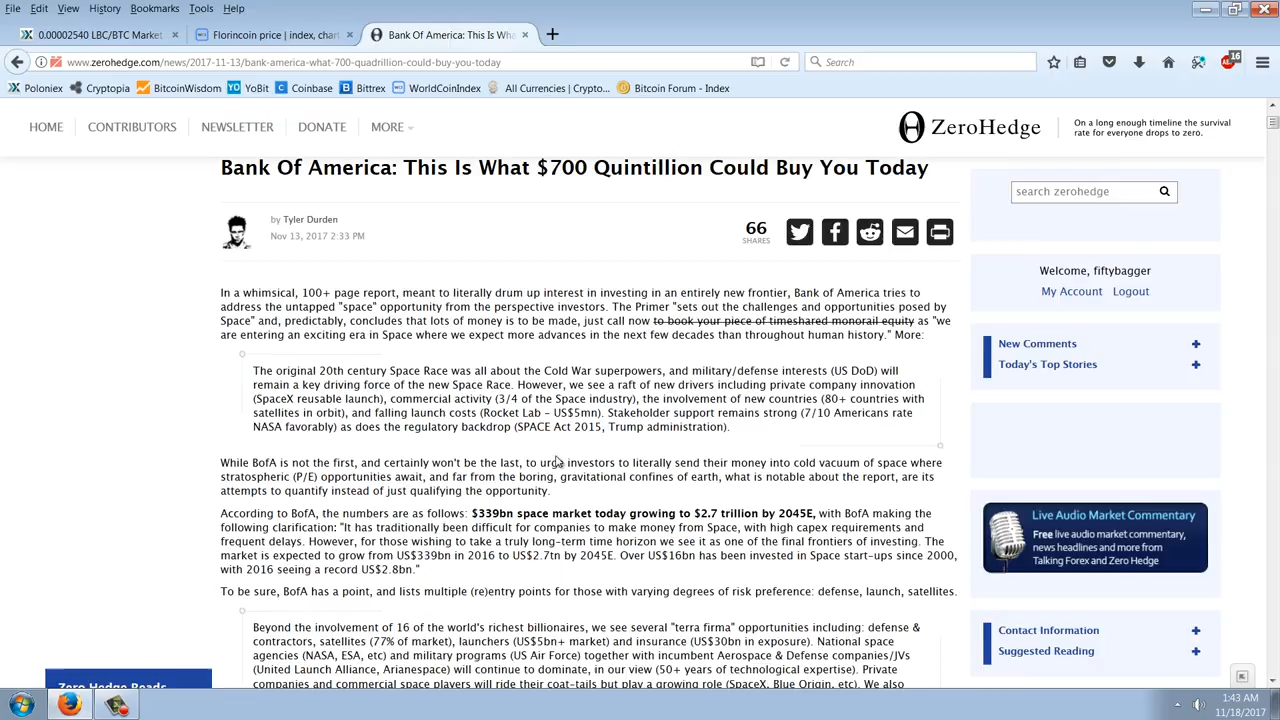 File Edit View History Bookmarks Tools Help
0.00002540 LBC/BTC Market
Florincoin price | index, char
Bank Of America: This Is Wha
www.zerohedge.com/news/2017-11-13/bank-america-what-700-quadrillion-could-buy-you-today
Search
16
Poloniex Cryptopia BitcoinWisdom YoBit Coinbase Bittrex WorldCoinIndex All Currencies | Crypto... Bitcoin Forum - Index
HOME CONTRIBUTORS NEWSLETTER DONATE MORE
ZeroHedge
On a long enough timeline the survival
rate for everyone drops to zero.
Bank Of America: This Is What $700 Quintillion Could Buy You Today
by Tyler Durden
Nov 13, 2017 2:33 PM
66
SHARES
In a whimsical, 100+ page report, meant to literally drum up interest in investing in an entirely new frontier, Bank of America tries to
address the untapped "space" opportunity from the perspective investors. The Primer "sets out the challenges and opportunities posed by
Space" and, predictably, concludes that lots of money is to be made, just call now to book your piece of timeshared monorail equity as "we
are entering an exciting era in Space where we expect more advances in the next few decades than throughout human history." More:
The original 20th century Space Race was all about the Cold War superpowers, and military/defense interests (US DoD) will
remain a key driving force of the new Space Race. However, we see a raft of new drivers including private company innovation
(SpaceX reusable launch), commercial activity (3/4 of the Space industry), the involvement of new countries (80+ countries with
satellites in orbit), and falling launch costs (Rocket Lab – US$5mn). Stakeholder support remains strong (7/10 Americans rate
NASA favorably) as does the regulatory backdrop (SPACE Act 2015, Trump administration).
While BofA is not the first, and certainly won't be the last, to urge investors to literally send their money into cold vacuum of space where
stratospheric (P/E) opportunities await, and far from the boring, gravitational confines of earth, what is notable about the report, are its
attempts to quantify instead of just qualifying the opportunity.
According to BofA, the numbers are as follows: $339bn space market today growing to $2.7 trillion by 2045E, with BofA making the
following clarification: "It has traditionally been difficult for companies to make money from Space, with high capex requirements and
frequent delays. However, for those wishing to take a truly long-term time horizon we see it as one of the final frontiers of investing. The
market is expected to grow from US$339bn in 2016 to US$2.7tn by 2045E. Over US$16bn has been invested in Space start-ups since 2000,
with 2016 seeing a record US$2.8bn."
To be sure, BofA has a point, and lists multiple (re)entry points for those with varying degrees of risk preference: defense, launch, satellites.
Beyond the involvement of 16 of the world's richest billionaires, we see several "terra firma" opportunities including: defense &
contractors, satellites (77% of market), launchers (US$5bn+ market) and insurance (US$30bn in exposure). National space
agencies (NASA, ESA, etc) and military programs (US Air Force) together with incumbent Aerospace & Defense companies/JVs
(United Launch Alliance, Arianespace) will continue to dominate, in our view (50+ years of technological expertise). Private
companies and commercial space players will ride their coat-tails but play a growing role (SpaceX, Blue Origin, etc). We also
search zerohedge
Welcome, fiftybagger
My Account Logout
New Comments
Today's Top Stories
Live Audio Market Commentary
Free live audio market commentary,
news headlines and more from
Talking Forex and Zero Hedge
Contact Information
Suggested Reading
Zero Hedge Reads
1:43 AM
11/18/2017